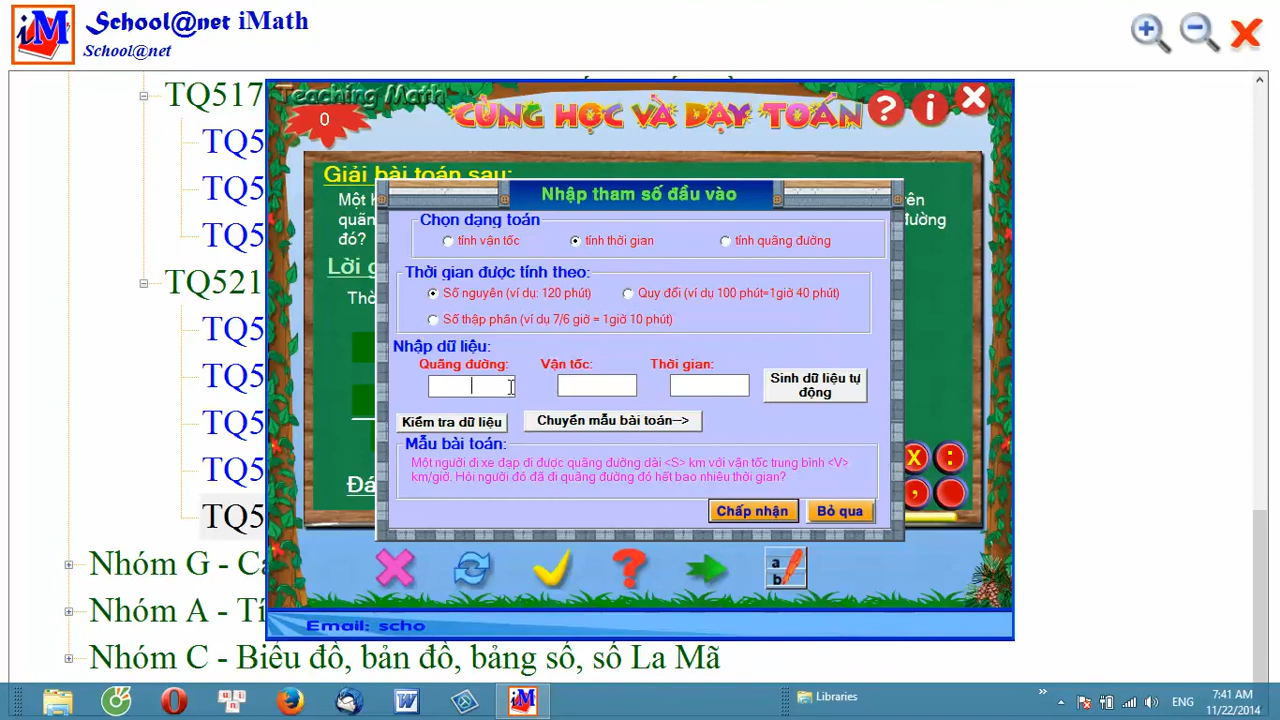 School@net iMath
School@net
TQ517
TQ5
TQ5
TQ5
TQ521
TQ5
TQ5
TQ5
TQ5
TQ5
Nhóm G - C
Nhóm A - Tí
Nhóm C - Biểu đồ, bản đồ, bảng số, số La Mã
Teaching Math
0
CÙNG HỌC VÀ DẠY TOÁN
? i X
Giải bài toán sau:
Một
quãn
đó?
rên
đường
Lời g
Thờ
Đá
Nhập tham số đầu vào
Chọn dạng toán
tính vận tốc tính thời gian tính quãng đường
Thời gian được tính theo:
Số nguyên (ví dụ: 120 phút) Quy đổi (ví dụ 100 phút=1giờ 40 phút)
Số thập phân (ví dụ 7/6 giờ = 1giờ 10 phút)
Nhập dữ liệu:
Quãng đường: Vận tốc: Thời gian:
Sinh dữ liệu tự
động
Kiểm tra dữ liệu Chuyển mẫu bài toán-->
Mẫu bài toán:
Một người đi xe đạp đi được quãng đường dài <S> km với vận tốc trung bình <V>
km/giờ. Hỏi người đó đã đi quãng đường đó hết bao nhiêu thời gian?
Chấp nhận Bỏ qua
x :
,
a
b
Email: scho
Libraries
ENG
7:41 AM
11/22/2014